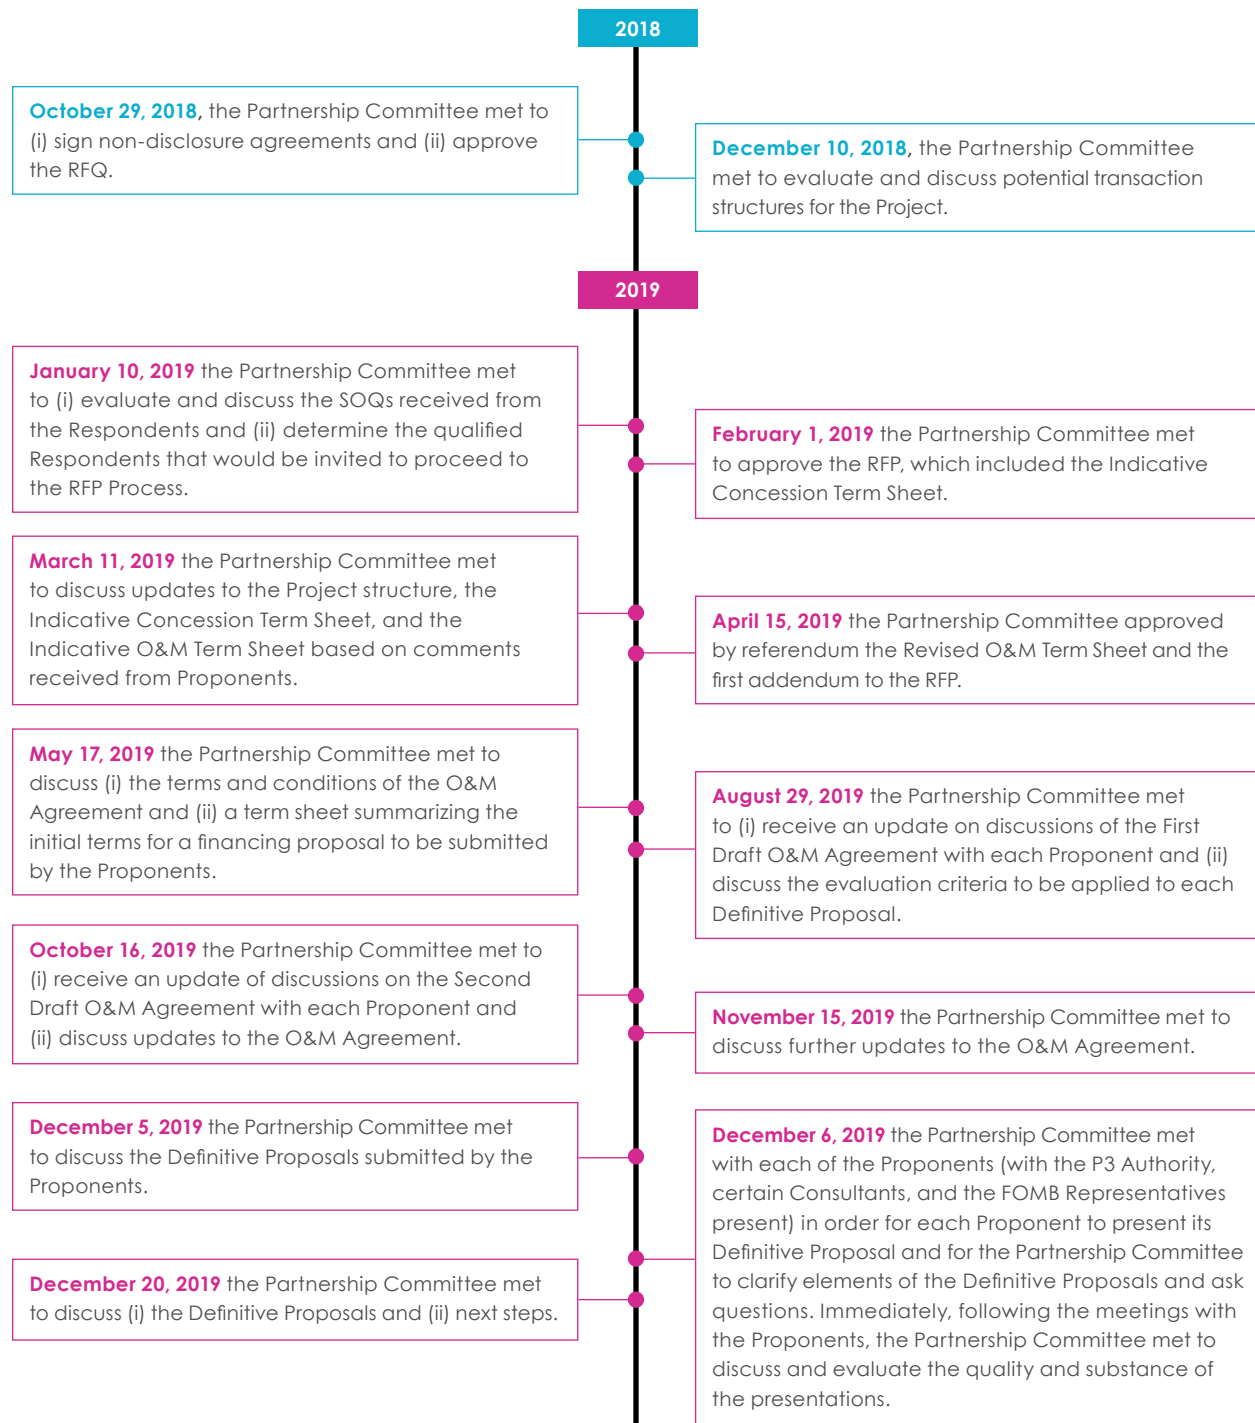 2018
October 29, 2018, the Partnership Committee met to
(i) sign non-disclosure agreements and (ii) approve
the RFQ.
December 10, 2018, the Partnership Committee
met to evaluate and discuss potential transaction
structures for the Project.
2019
January 10, 2019 the Partnership Committee met
to (i) evaluate and discuss the SOQs received from
the Respondents and (ii) determine the qualified
Respondents that would be invited to proceed to
the RFP Process.
February 1, 2019 the Partnership Committee met
to approve the RFP, which included the Indicative
Concession Term Sheet.
March 11, 2019 the Partnership Committee met
to discuss updates to the Project structure, the
Indicative Concession Term Sheet, and the
Indicative O&M Term Sheet based on comments
received from Proponents.
April 15, 2019 the Partnership Committee approved
by referendum the Revised O&M Term Sheet and the
first addendum to the RFP.
May 17, 2019 the Partnership Committee met to
discuss (i) the terms and conditions of the O&M
Agreement and (ii) a term sheet summarizing the
initial terms for a financing proposal to be submitted
by the Proponents.
August 29, 2019 the Partnership Committee met
to (i) receive an update on discussions of the First
Draft O&M Agreement with each Proponent and (ii)
discuss the evaluation criteria to be applied to each
Definitive Proposal.
October 16, 2019 the Partnership Committee met to
(i) receive an update of discussions on the Second
Draft O&M Agreement with each Proponent and
(ii) discuss updates to the O&M Agreement.
November 15, 2019 the Partnership Committee met to
discuss further updates to the O&M Agreement.
December 5, 2019 the Partnership Committee met
to discuss the Definitive Proposals submitted by the
Proponents.
December 6, 2019 the Partnership Committee met
with each of the Proponents (with the P3 Authority,
certain Consultants, and the FOMB Representatives
present) in order for each Proponent to present its
Definitive Proposal and for the Partnership Committee
to clarify elements of the Definitive Proposals and ask
questions. Immediately, following the meetings with
the Proponents, the Partnership Committee met to
discuss and evaluate the quality and substance of
the presentations.
December 20, 2019 the Partnership Committee met
to discuss (i) the Definitive Proposals and (ii) next steps.